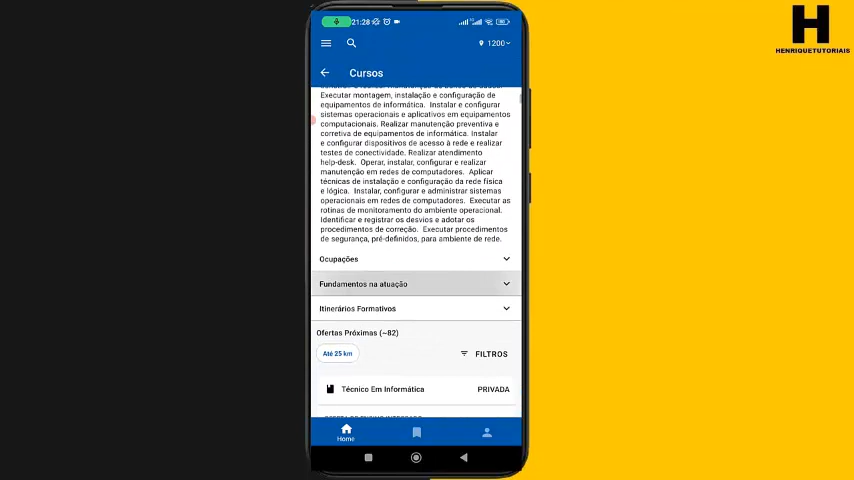 H
HENRIQUETUTORIAIS
21:28
1200
Cursos
Executar montagem, instalação e configuração de
equipamentos de informática. Instalar e configurar
sistemas operacionais e aplicativos em equipamentos
computacionais. Realizar manutenção preventiva e
corretiva de equipamentos de informática. Instalar
e configurar dispositivos de acesso à rede e realizar
testes de conectividade. Realizar atendimento
help-desk. Operar, instalar, configurar e realizar
manutenção em redes de computadores. Aplicar
técnicas de instalação e configuração da rede física
e lógica. Instalar, configurar e administrar sistemas
operacionais em redes de computadores. Executar as
rotinas de monitoramento do ambiente operacional.
Identificar e registrar os desvios e adotar os
procedimentos de correção. Executar procedimentos
de segurança, pré-definidos, para ambiente de rede.
Ocupações
Fundamentos na atuação
Itinerários Formativos
Ofertas Próximas (~82)
Até 25 km
FILTROS
Técnico Em Informática PRIVADA
Home